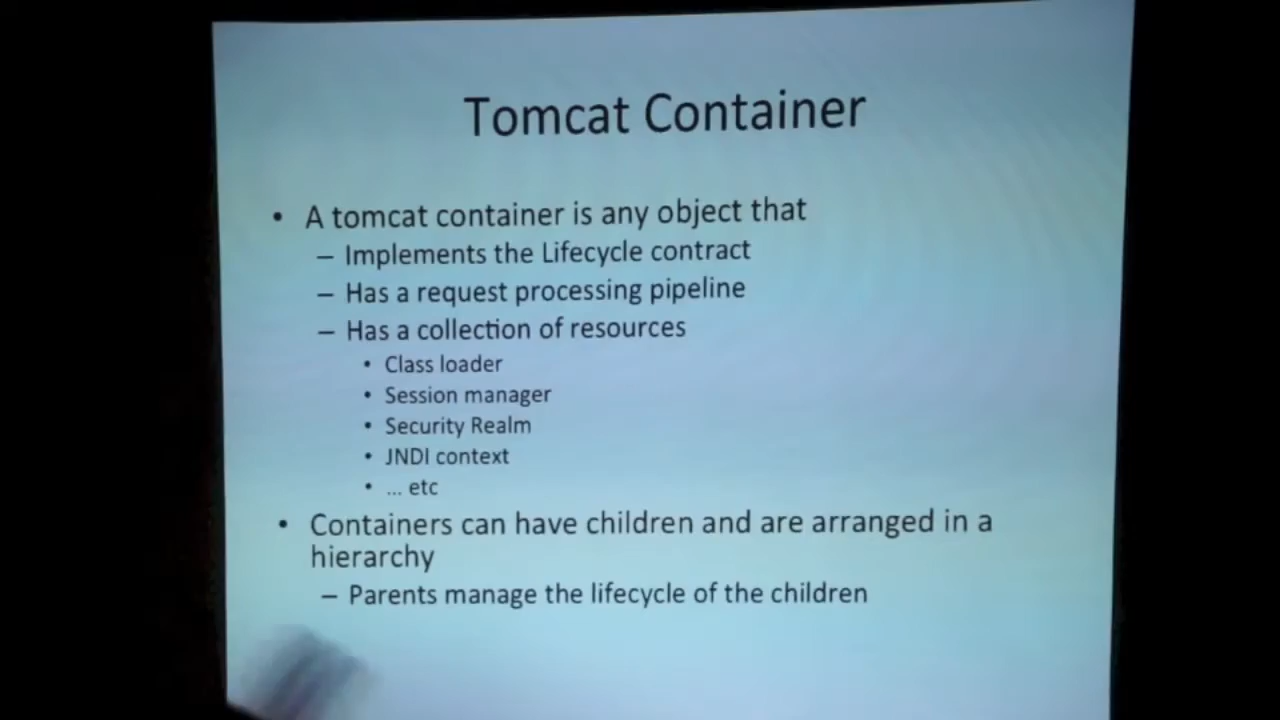 Tomcat Container
• A tomcat container is any object that
– Implements the Lifecycle contract
– Has a request processing pipeline
– Has a collection of resources
• Class loader
• Session manager
• Security Realm
• JNDI context
• ... etc
• Containers can have children and are arranged in a
hierarchy
– Parents manage the lifecycle of the children